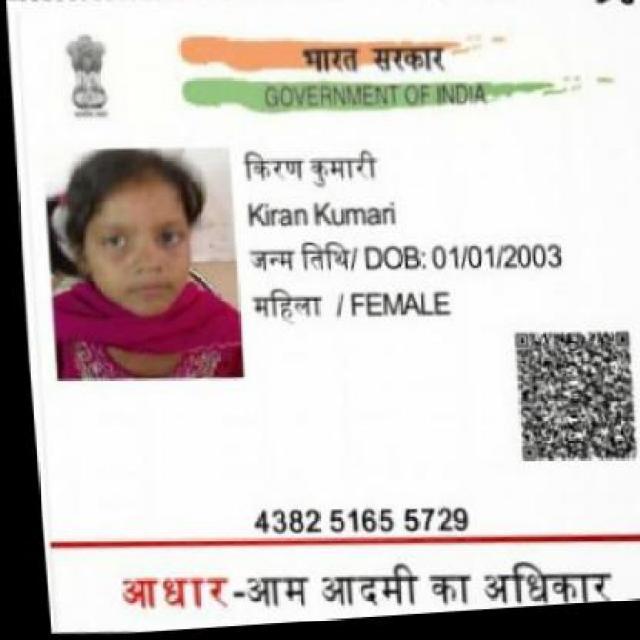 भारत सरकार
GOVERNMENT OF INDIA
किरण कुमारी
Kiran Kumari
जन्म तिथि/ DOB: 01/01/2003
महिला / FEMALE
4382 5165 5729
आधार-आम आदमी का अधिकार